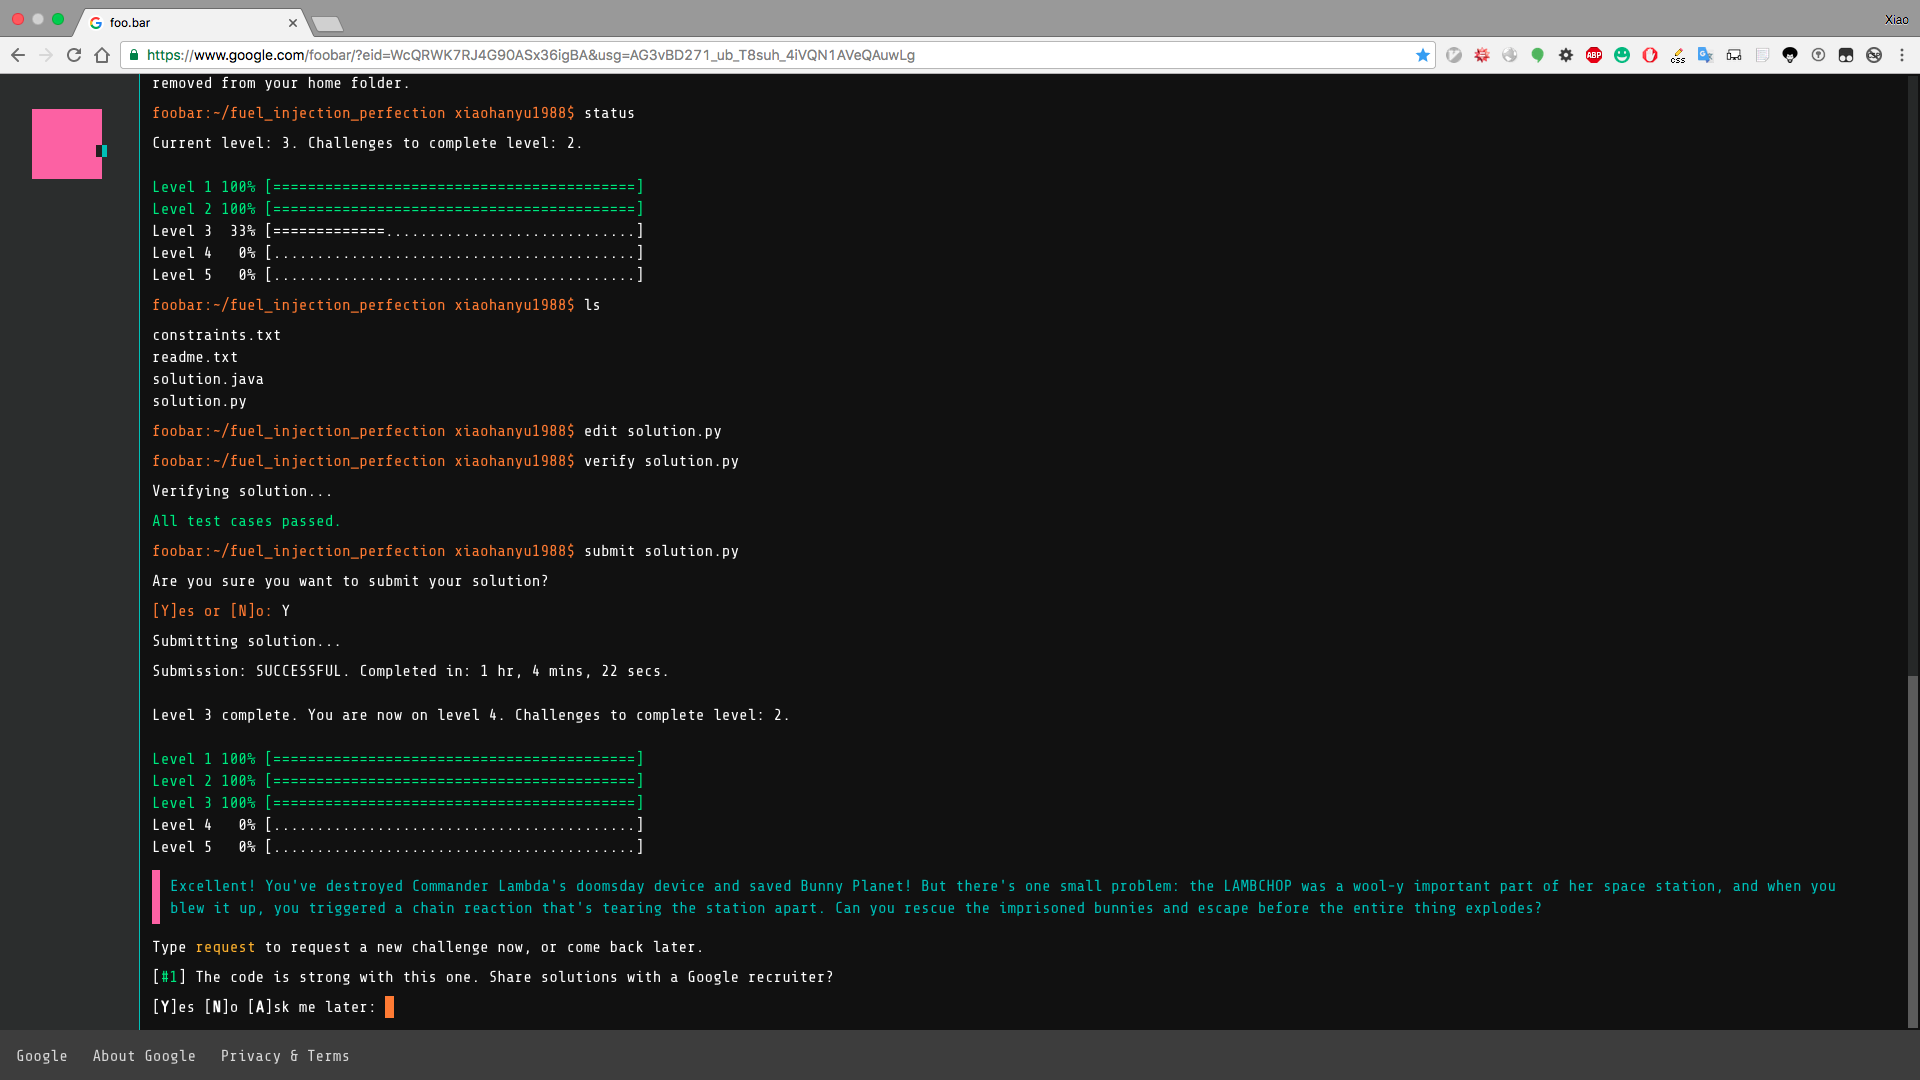 foo.bar
Xiao
https://www.google.com/foobar/?eid=WcQRWK7RJ4G90ASx36igBA&usg=AG3vBD271_ub_T8suh_4iVQN1AVeQAuwLg
ABP
css
removed from your home folder.
foobar:~/fuel_injection_perfection xiaohanyu1988$ status
Current level: 3. Challenges to complete level: 2.
Level 1 100% [==========================================]
Level 2 100% [==========================================]
Level 3  33% [=============.............................]
Level 4   0% [..........................................]
Level 5   0% [..........................................]
foobar:~/fuel_injection_perfection xiaohanyu1988$ ls
constraints.txt
readme.txt
solution.java
solution.py
foobar:~/fuel_injection_perfection xiaohanyu1988$ edit solution.py
foobar:~/fuel_injection_perfection xiaohanyu1988$ verify solution.py
Verifying solution...
All test cases passed.
foobar:~/fuel_injection_perfection xiaohanyu1988$ submit solution.py
Are you sure you want to submit your solution?
[Y]es or [N]o: Y
Submitting solution...
Submission: SUCCESSFUL. Completed in: 1 hr, 4 mins, 22 secs.
Level 3 complete. You are now on level 4. Challenges to complete level: 2.
Level 1 100% [==========================================]
Level 2 100% [==========================================]
Level 3 100% [==========================================]
Level 4   0% [..........................................]
Level 5   0% [..........................................]
Excellent! You've destroyed Commander Lambda's doomsday device and saved Bunny Planet! But there's one small problem: the LAMBCHOP was a wool-y important part of her space station, and when you
blew it up, you triggered a chain reaction that's tearing the station apart. Can you rescue the imprisoned bunnies and escape before the entire thing explodes?
Type request to request a new challenge now, or come back later.
[#1] The code is strong with this one. Share solutions with a Google recruiter?
[Y]es [N]o [A]sk me later:
Google About Google Privacy & Terms